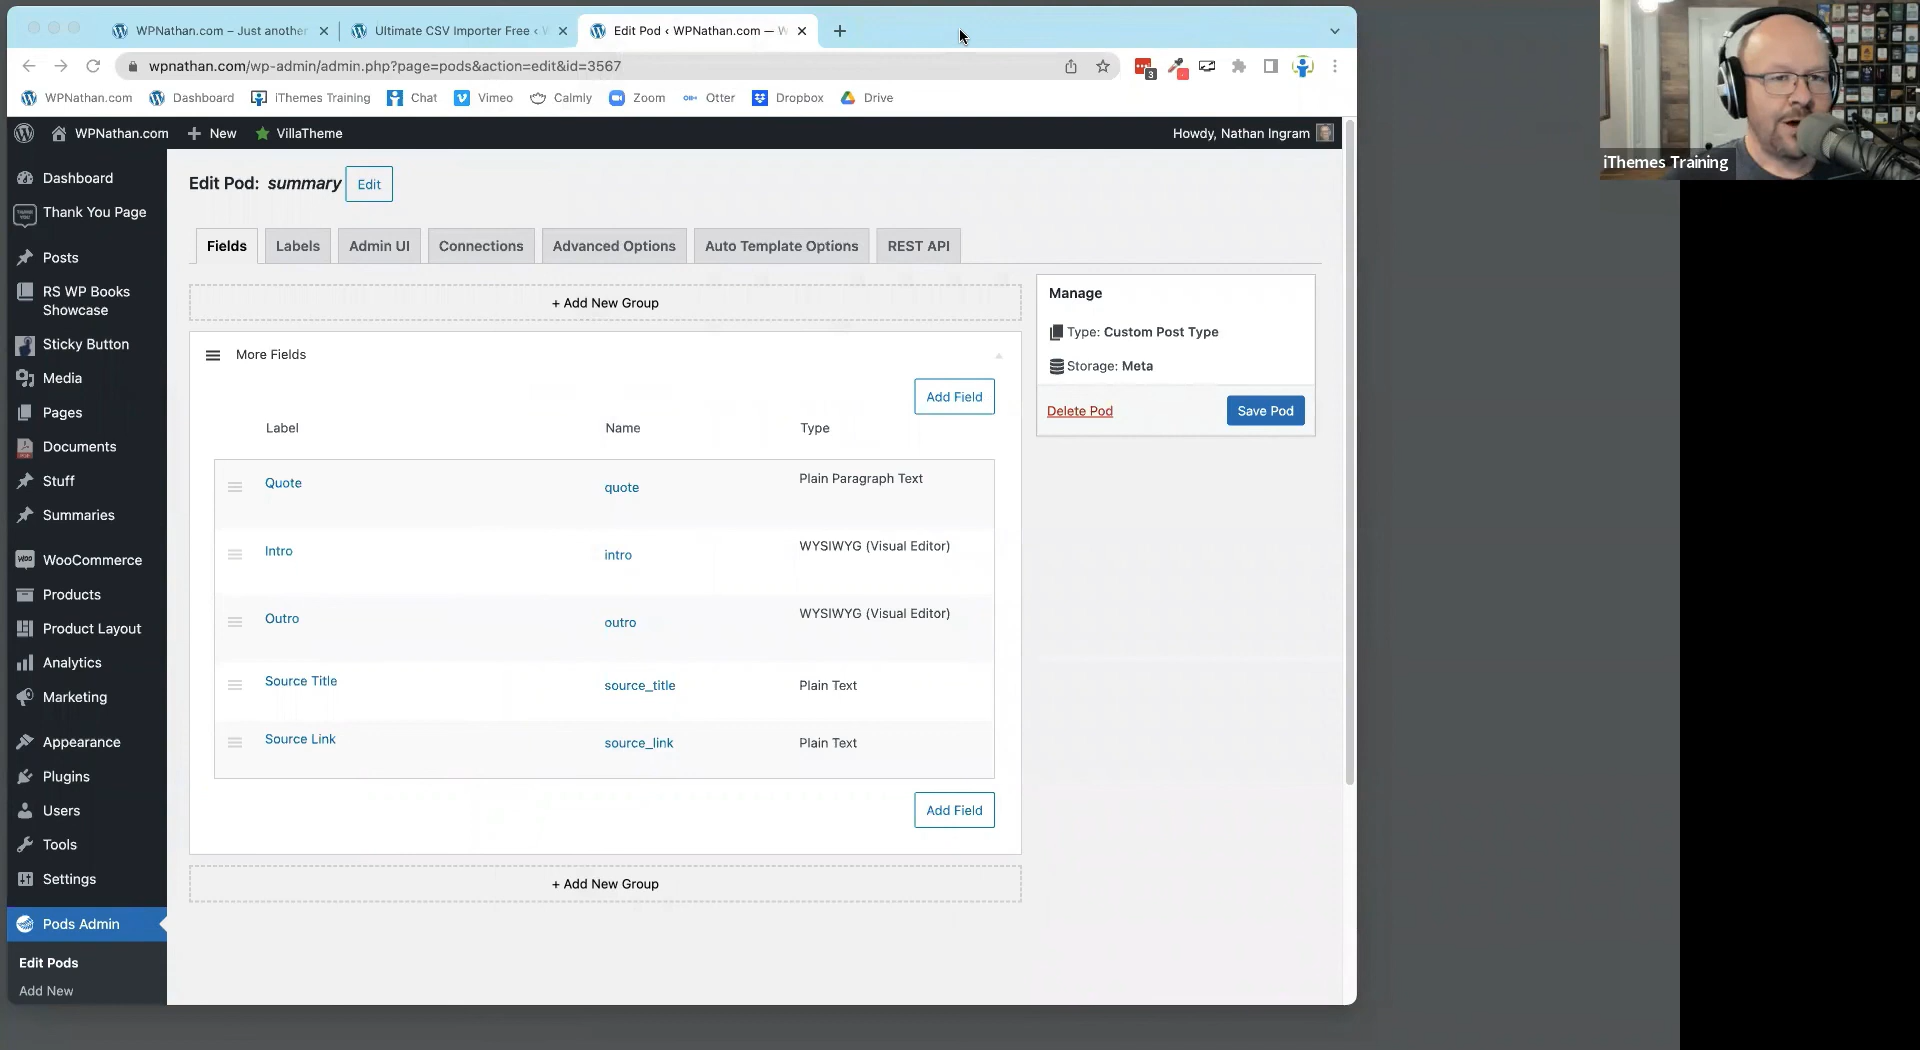 WPNathan.com – Just another
Ultimate CSV Importer Free ‹
Edit Pod ‹ WPNathan.com — W
wpnathan.com/wp-admin/admin.php?page=pods&action=edit&id=3567
3
WPNathan.com
Dashboard
iThemes Training
Chat
Vimeo
Calmly
Zoom
Otter
Dropbox
Drive
WPNathan.com
New
VillaTheme
Howdy, Nathan Ingram
iThemes Training
Dashboard
Thank You Page
Posts
RS WP Books
Showcase
Sticky Button
Media
Pages
Documents
Stuff
Summaries
WooCommerce
Products
Product Layout
Analytics
Marketing
Appearance
Plugins
Users
Tools
Settings
Pods Admin
Edit Pods
Add New
Edit Pod: summary
Edit
Fields
Labels
Admin UI
Connections
Advanced Options
Auto Template Options
REST API
+ Add New Group
More Fields
Add Field
Label
Name
Type
Quote
quote
Plain Paragraph Text
Intro
intro
WYSIWYG (Visual Editor)
Outro
outro
WYSIWYG (Visual Editor)
Source Title
source_title
Plain Text
Source Link
source_link
Plain Text
Add Field
+ Add New Group
Manage
Type: Custom Post Type
Storage: Meta
Delete Pod
Save Pod